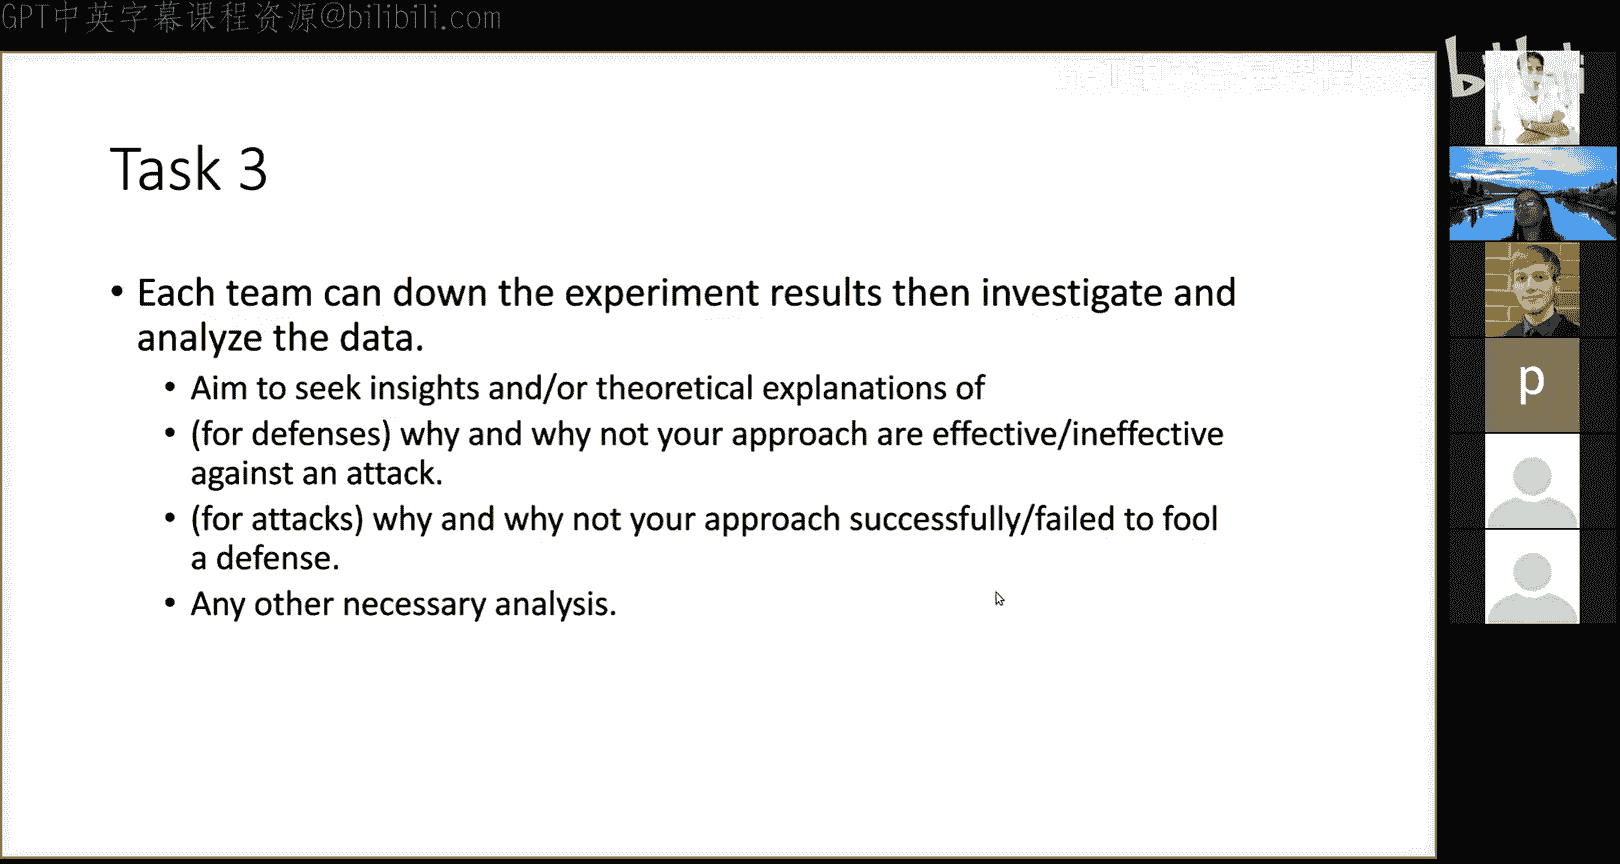 GPT中英字幕课程资源@bilibili.com
Task 3
• Each team can down the experiment results then investigate and
analyze the data.
• Aim to seek insights and/or theoretical explanations of
• (for defenses) why and why not your approach are effective/ineffective
against an attack.
• (for attacks) why and why not your approach successfully/failed to fool
a defense.
• Any other necessary analysis.
p